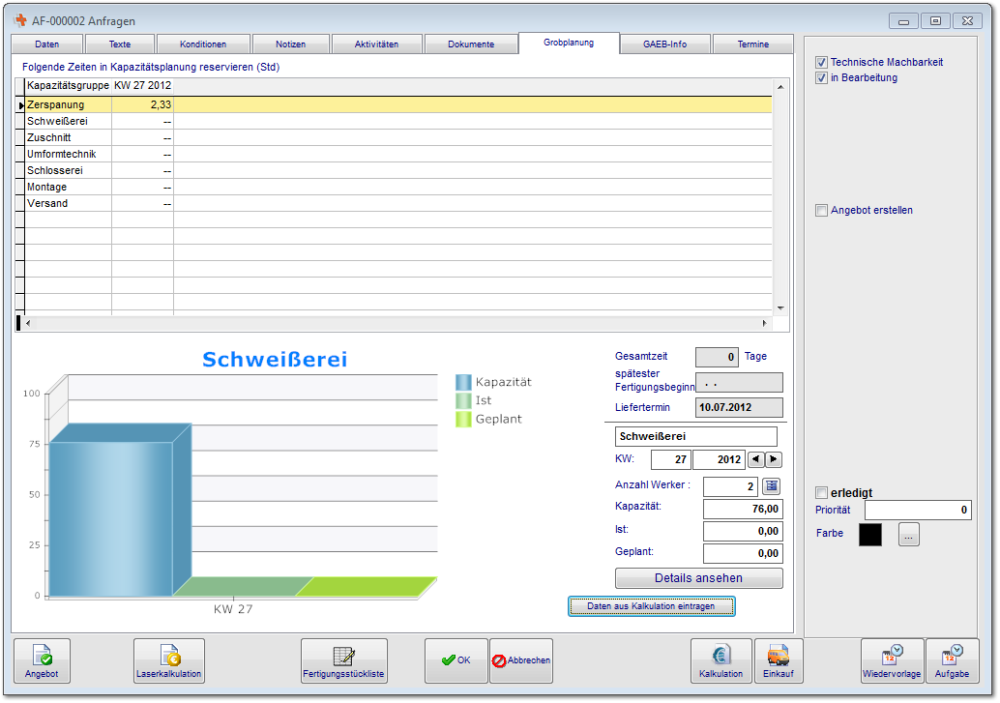 AF-000002 Anfragen
Daten Texte Konditionen Notizen Aktivitäten Dokumente Grobplanung GAEB-Info Termine
Folgende Zeiten in Kapazitätsplanung reservieren (Std)
Kapazitätsgruppe KW 27 2012
Zerspanung 2,33
Schweißerei --
Zuschnitt --
Umformtechnik --
Schlosserei --
Montage --
Versand --
Technische Machbarkeit
in Bearbeitung
Angebot erstellen
erledigt
Priorität 0
Farbe ...
Schweißerei
100
75
50
25
0
KW 27
Kapazität
Ist
Geplant
Gesamtzeit 0 Tage
spätester
Fertigungsbeginn . .
Liefertermin 10.07.2012
Schweißerei
KW: 27 2012
Anzahl Werker : 2
Kapazität: 76,00
Ist: 0,00
Geplant: 0,00
Details ansehen
Daten aus Kalkulation eintragen
Angebot Laserkalkulation Fertigungsstückliste OK Abbrechen Kalkulation Einkauf Wiedervorlage Aufgabe